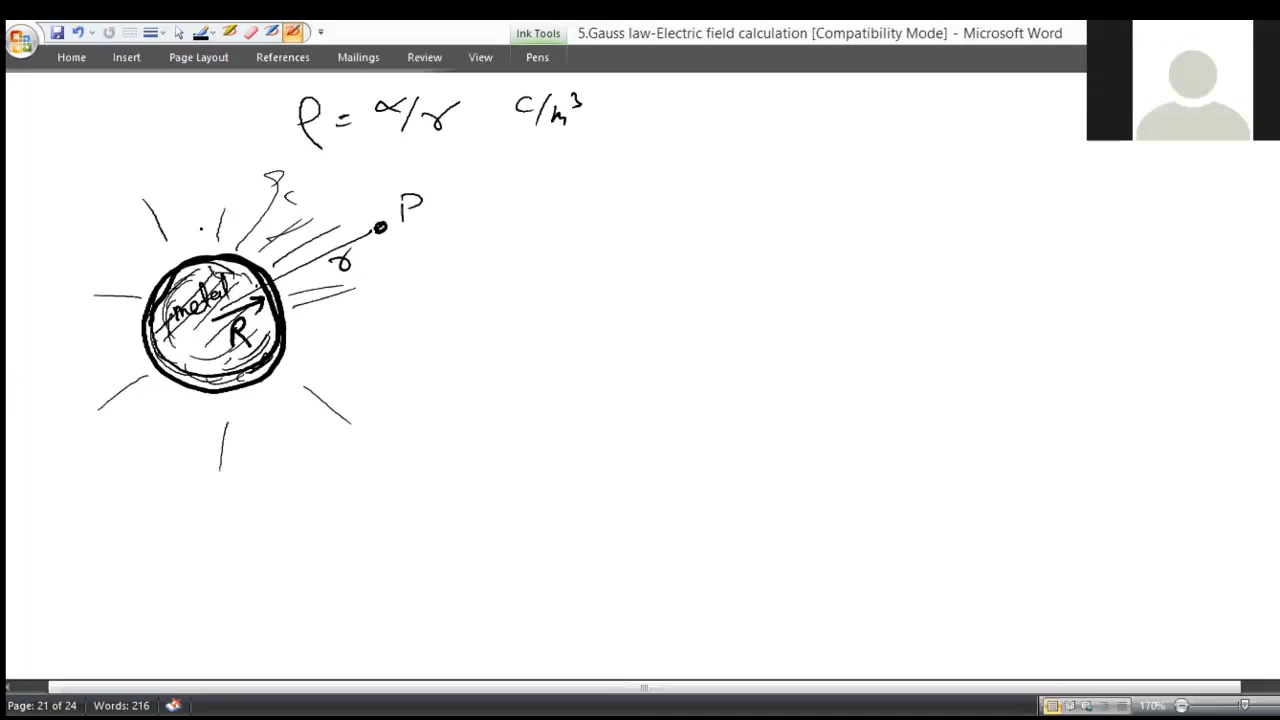 Ink Tools
5.Gauss law-Electric field calculation [Compatibility Mode] - Microsoft Word
Home Insert Page Layout References Mailings Review View Pens
ρ = α/r C/m³
P
r
metal
R
Page: 21 of 24 Words: 216 170%